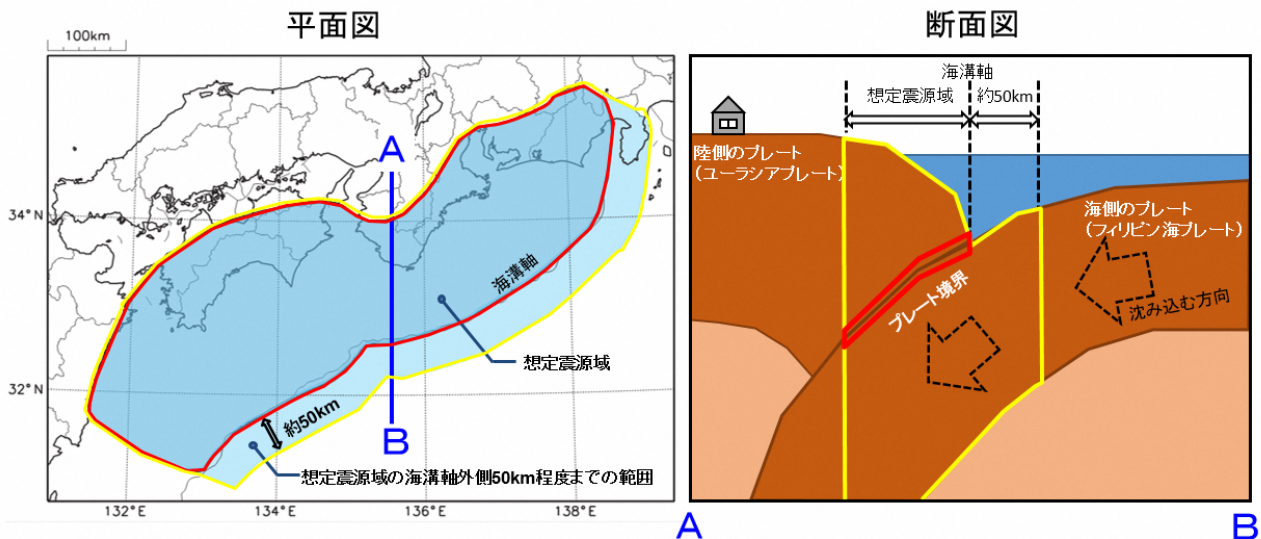 平面図
100km
A
34°N
海溝軸
想定震源域
32°N
約50km
B
想定震源域の海溝軸外側50km程度までの範囲
132°E
134°E
136°E
138°E
断面図
海溝軸
想定震源域
約50km
陸側のプレート
(ユーラシアプレート)
海側のプレート
(フィリピン海プレート)
プレート境界
沈み込む方向
A
B